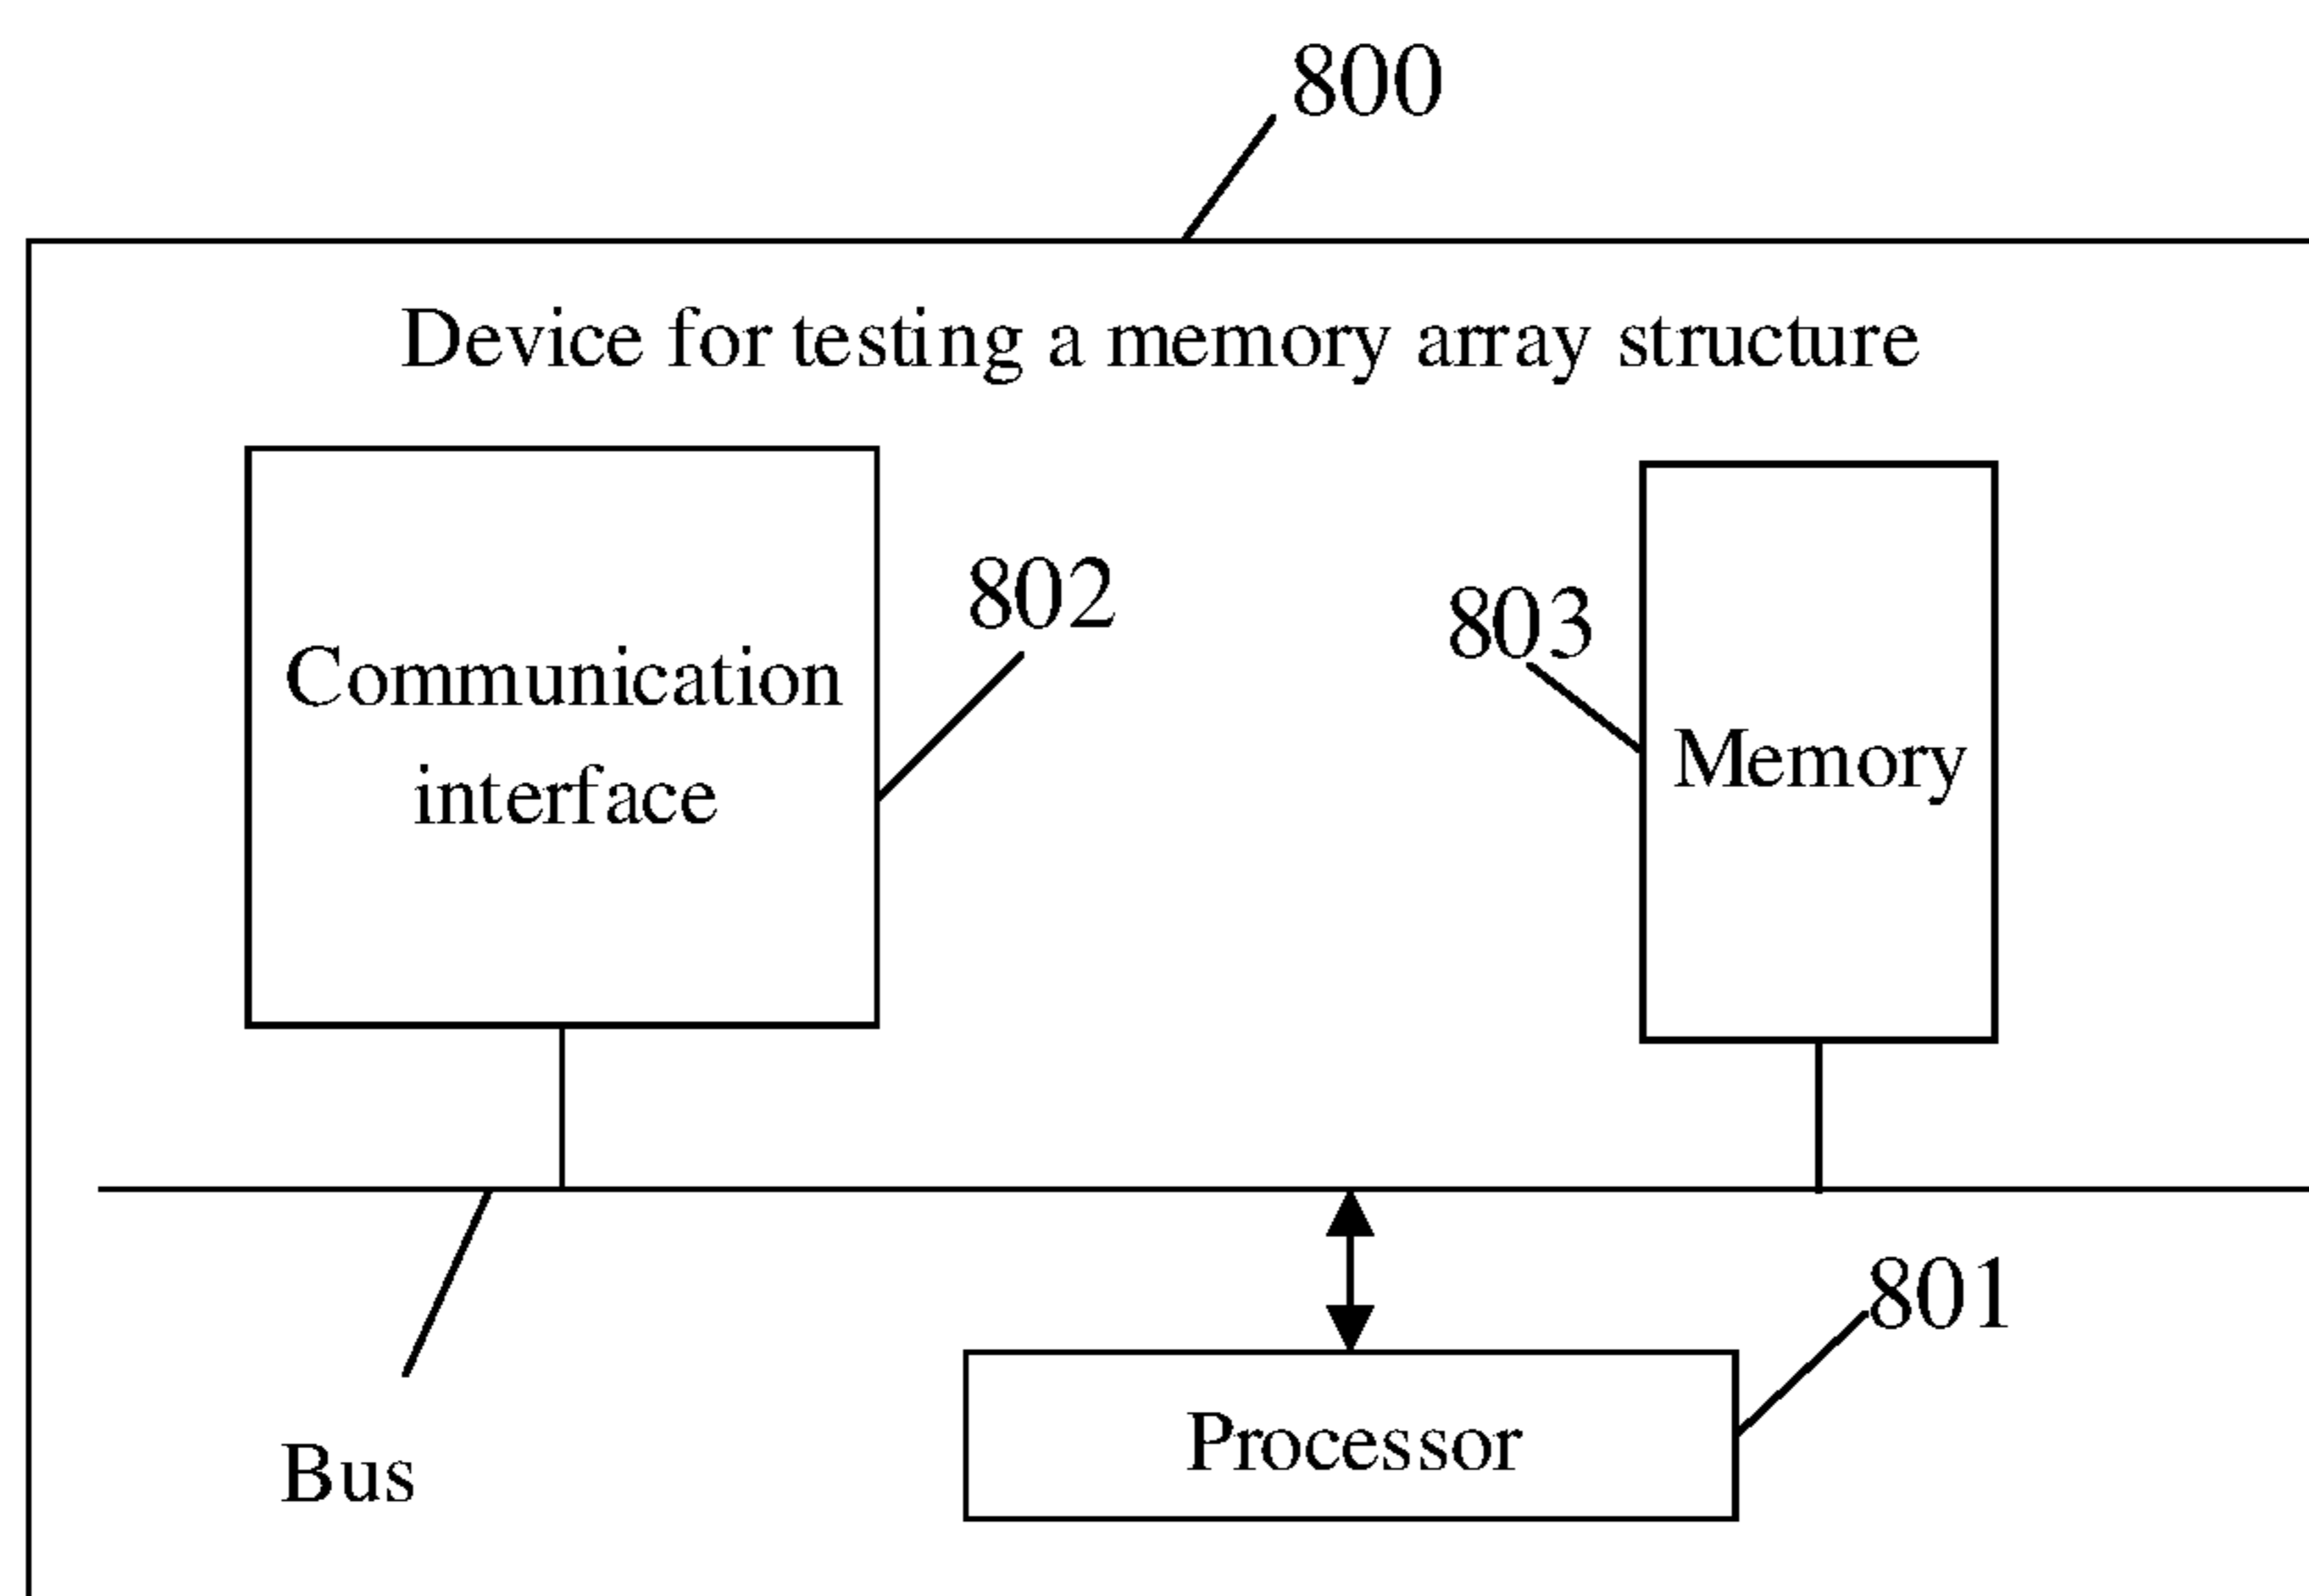 800
Device for testing a memory array structure
802
803
Communication
interface
Memory
801
Processor
Bus